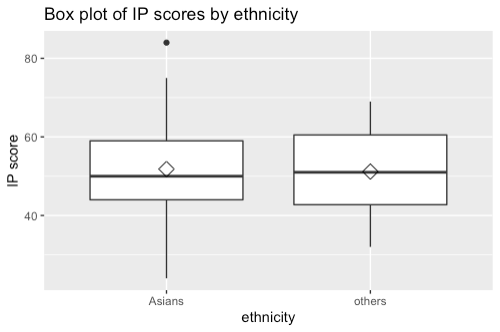 Box plot of IP scores by ethnicity
80
60
40
IP score
Asians
others
ethnicity